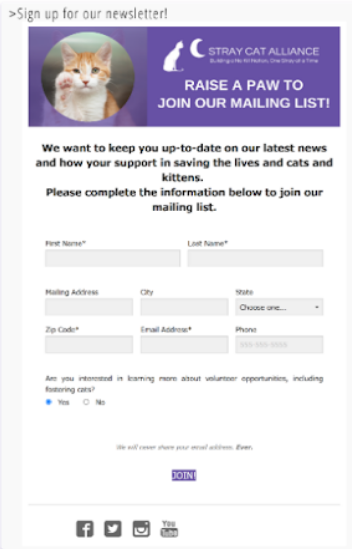 >Sign up for our newsletter!
STRAY CAT ALLIANCE
Building a No Kill Nation, One Stray at a Time
RAISE A PAW TO
JOIN OUR MAILING LIST!
We want to keep you up-to-date on our latest news
and how your support in saving the lives and cats and
kittens.
Please complete the information below to join our
mailing list.
First Name* Last Name*
Mailing Address City State
Choose one...
Zip Code* Email Address* Phone
555-555-5555
Are you interested in learning more about volunteer opportunities, including
fostering cats?
Yes No
We will never share your email address. Ever.
JOIN!
You
Tube